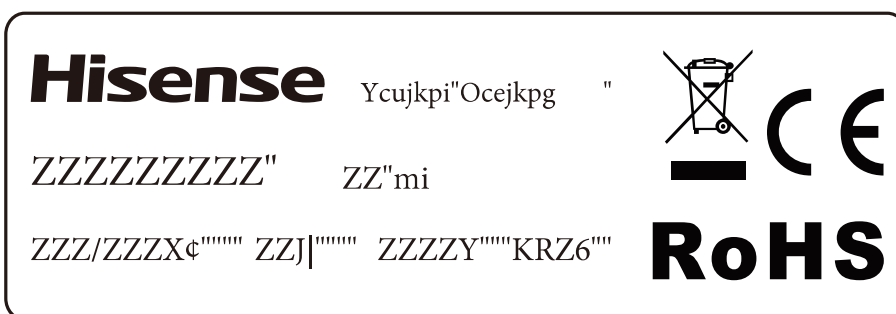 Hisense Ycujkpi"Ocejkpg "
ZZZZZZZZZ" ZZ"mi
ZZZ/ZZZX¢"""" ZZJ|"""" ZZZZY"""KRZ6""
CE
RoHS